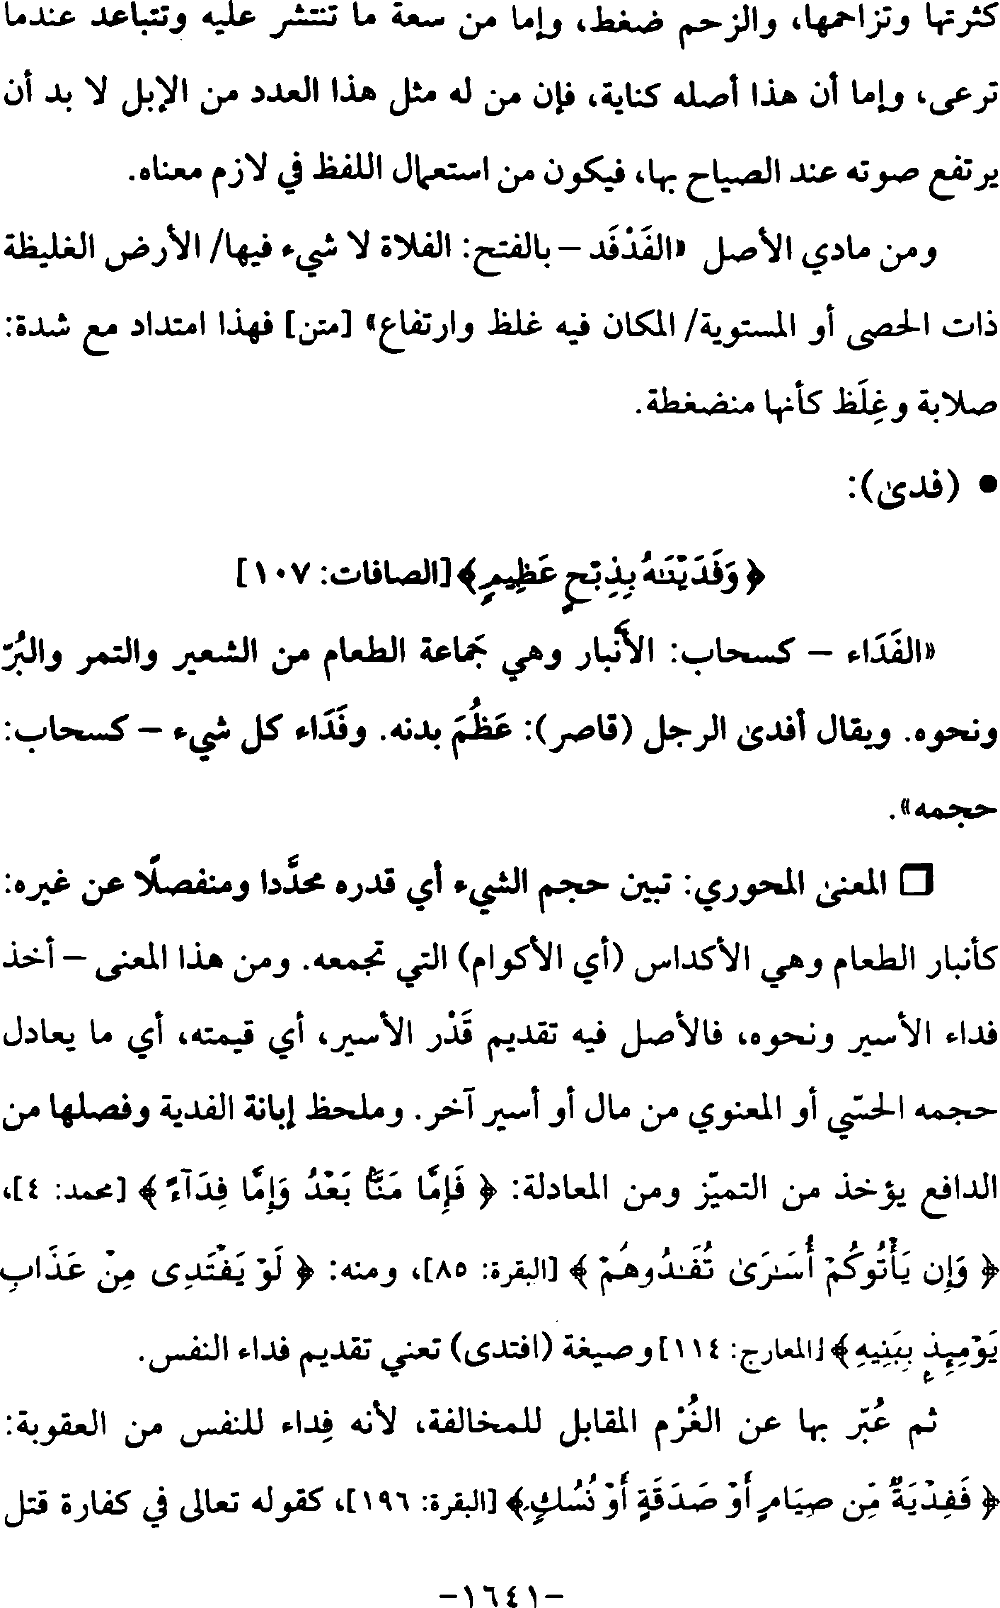 كثرتها وتزاحمها، والزحم ضغط، وإما من سعة ما تنتشر عليه وتتباعد عندما
ترعى، وإما أن هذا أصله كناية، فإن من له مثل هذا العدد من الإبل لا بد أن
يرتفع صوته عند الصياح بها، فيكون من استعمال اللفظ في لازم معناه.
ومن مادي الأصل «الفَدْفَد – بالفتح: الفلاة لا شيء فيها/ الأرض الغليظة
ذات الحصى أو المستوية/ المكان فيه غلظ وارتفاع» [متن] فهذا امتداد مع شدة:
صلابة وغِلَظ كأنها منضغطة.
• (فدىٰ):
﴿ وَفَدَيْنَـٰهُ بِذِبْحٍ عَظِيمٍ﴾ [الصافات: ١٠٧]
«الفَدَاء – كسحاب: الأَنْبار وهي جَماعة الطعام من الشعير والتمر والبُرّ
ونحوه. ويقال أفدىٰ الرجل (قاصر): عَظُمَ بدنه. وفَدَاء كل شيء – كسحاب:
حجمه».
□ المعنىٰ المحوري: تبين حجم الشيء أي قدره محدَّدا ومنفصلًا عن غيره:
كأنبار الطعام وهي الأكداس (أي الأكوام) التي تجمعه. ومن هذا المعنى – أخذ
فداء الأسير ونحوه، فالأصل فيه تقديم قَدْر الأسير، أي قيمته، أي ما يعادل
حجمه الحسّي أو المعنوي من مال أو أسير آخر. وملحظ إبانة الفدية وفصلها من
الدافع يؤخذ من التميّز ومن المعادلة: ﴿ فَإِمَّا مَنًّۢا بَعْدُ وَإِمَّا فِدَآءً ﴾ [محمد: ٤]،
﴿ وَإِن يَأْتُوكُمْ أُسَـٰرَىٰ تُفَـٰدُوهُمْ ﴾ [البقرة: ٨٥]، ومنه: ﴿ لَوْ يَفْتَدِى مِنْ عَذَابِ
يَوْمِئِذٍۭ بِبَنِيهِ﴾ [المعارج: ١١٤] وصيغة (افتدى) تعني تقديم فداء النفس.
ثم عُبّر بها عن الغُرْم المقابل للمخالفة، لأنه فِداء للنفس من العقوبة:
﴿ فَفِدْيَةٌ مِّن صِيَامٍ أَوْ صَدَقَةٍ أَوْ نُسُكٍ﴾ [البقرة: ١٩٦]، كقوله تعالى في كفارة قتل
–١٦٤١–